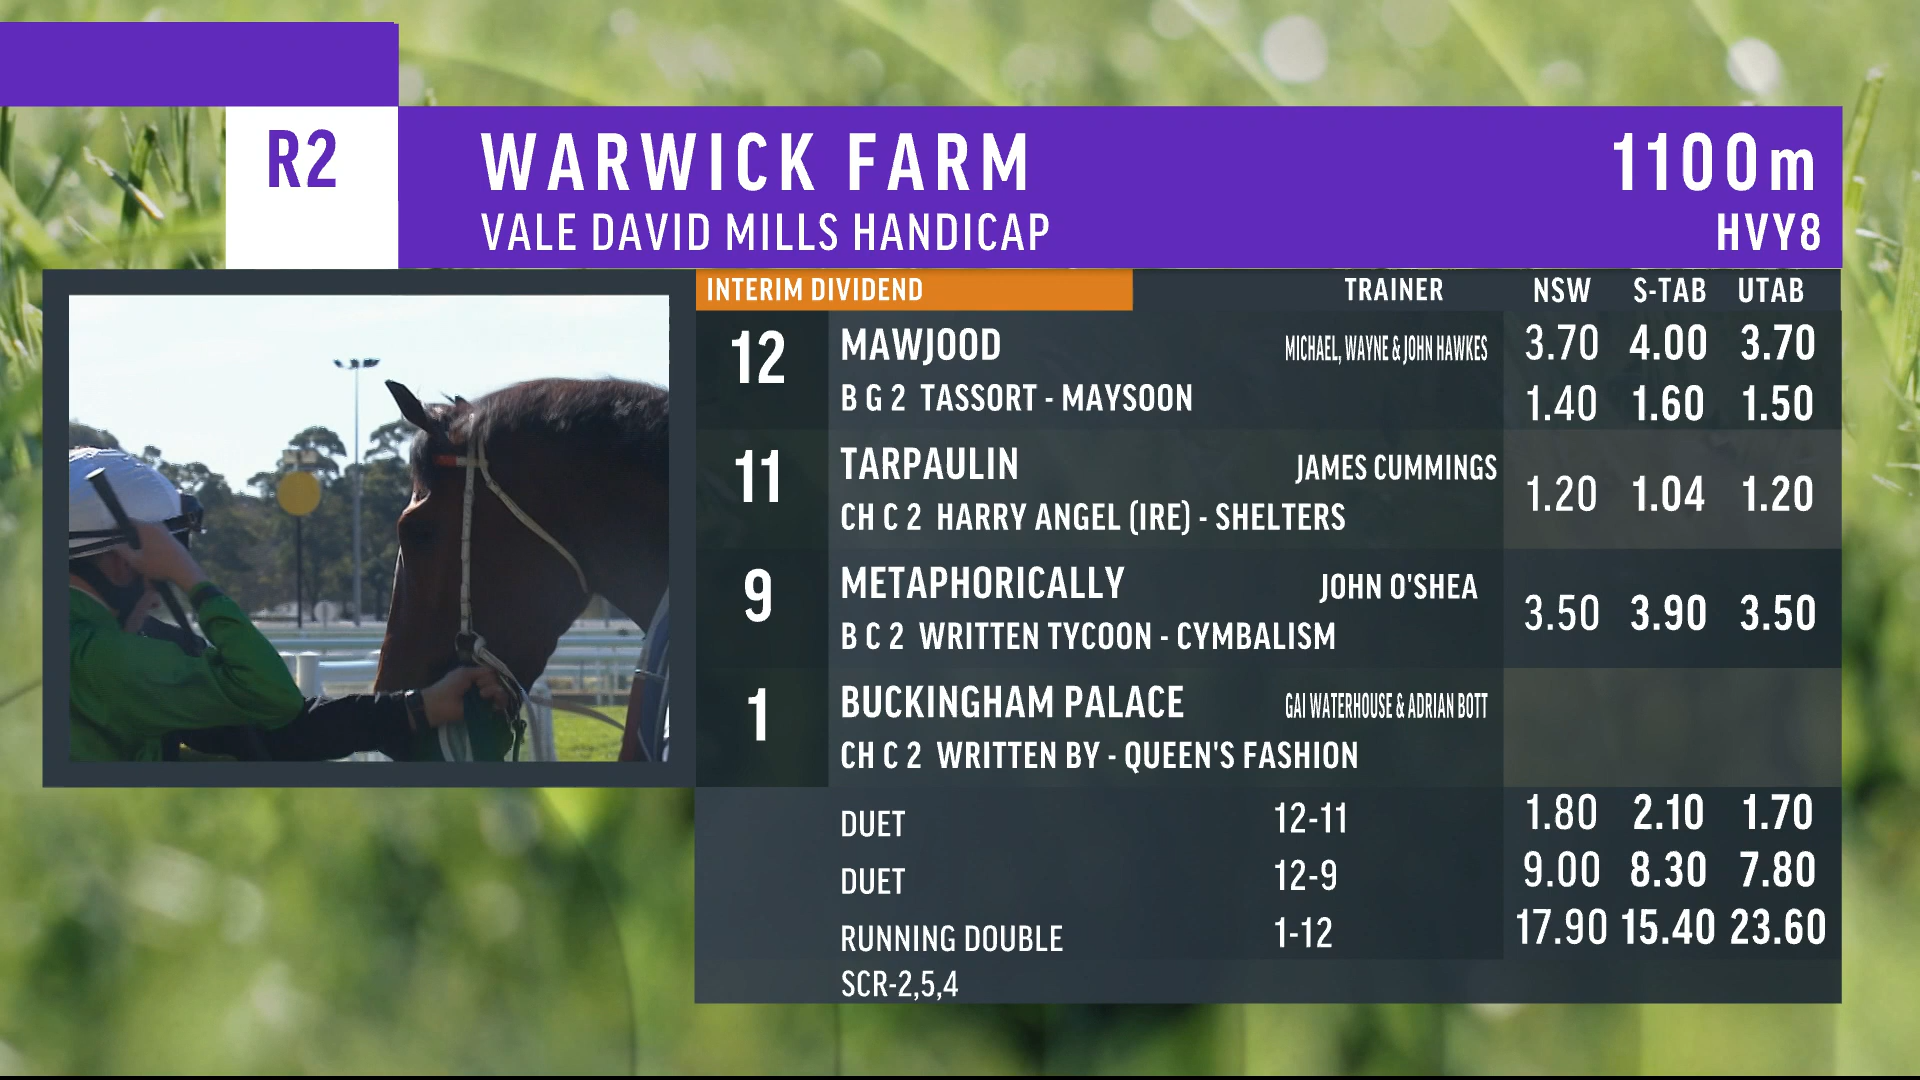 R2
WARWICK FARM 1100m
VALE DAVID MILLS HANDICAP HVY8
INTERIM DIVIDEND TRAINER NSW S-TAB UTAB
12 MAWJOOD MICHAEL, WAYNE & JOHN HAWKES 3.70 4.00 3.70
B G 2 TASSORT - MAYSOON 1.40 1.60 1.50
11 TARPAULIN JAMES CUMMINGS 1.20 1.04 1.20
CH C 2 HARRY ANGEL (IRE) - SHELTERS
9 METAPHORICALLY JOHN O'SHEA 3.50 3.90 3.50
B C 2 WRITTEN TYCOON - CYMBALISM
1 BUCKINGHAM PALACE GAI WATERHOUSE & ADRIAN BOTT
CH C 2 WRITTEN BY - QUEEN'S FASHION
DUET 12-11 1.80 2.10 1.70
DUET 12-9 9.00 8.30 7.80
RUNNING DOUBLE 1-12 17.90 15.40 23.60
SCR-2,5,4